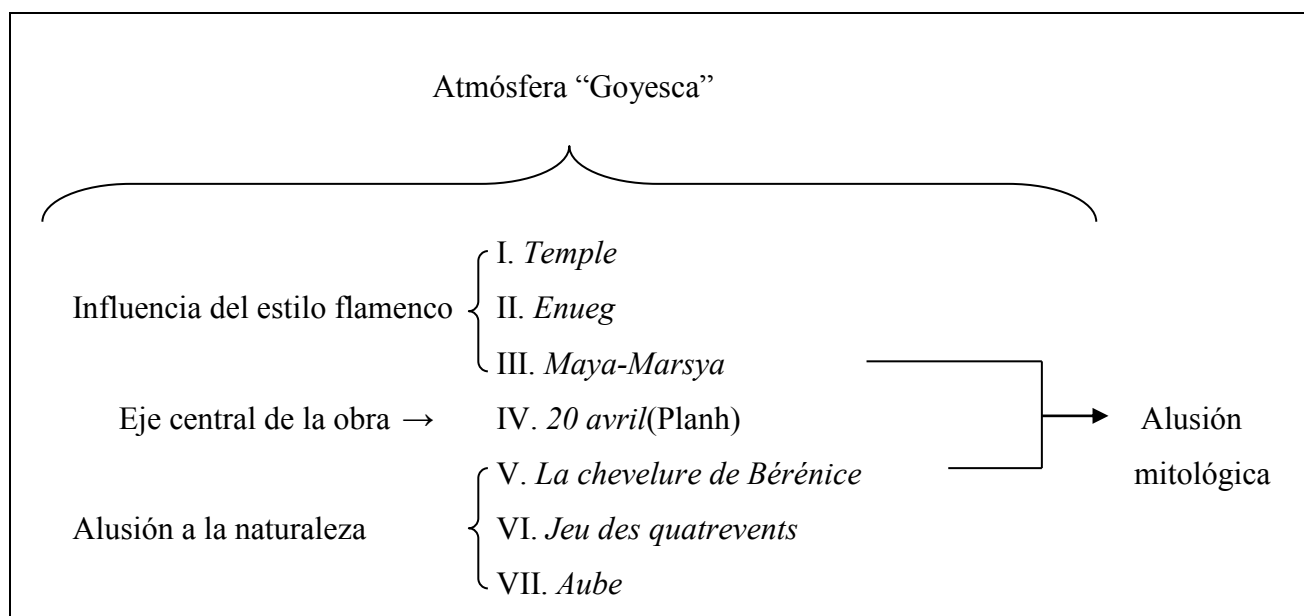 Atmósfera “Goyesca”
I. Temple
Influencia del estilo flamenco
II. Enueg
III. Maya-Marsya
Eje central de la obra →
IV. 20 avril(Planh)
Alusión
mitológica
V. La chevelure de Bérénice
Alusión a la naturaleza
VI. Jeu des quatrevents
VII. Aube